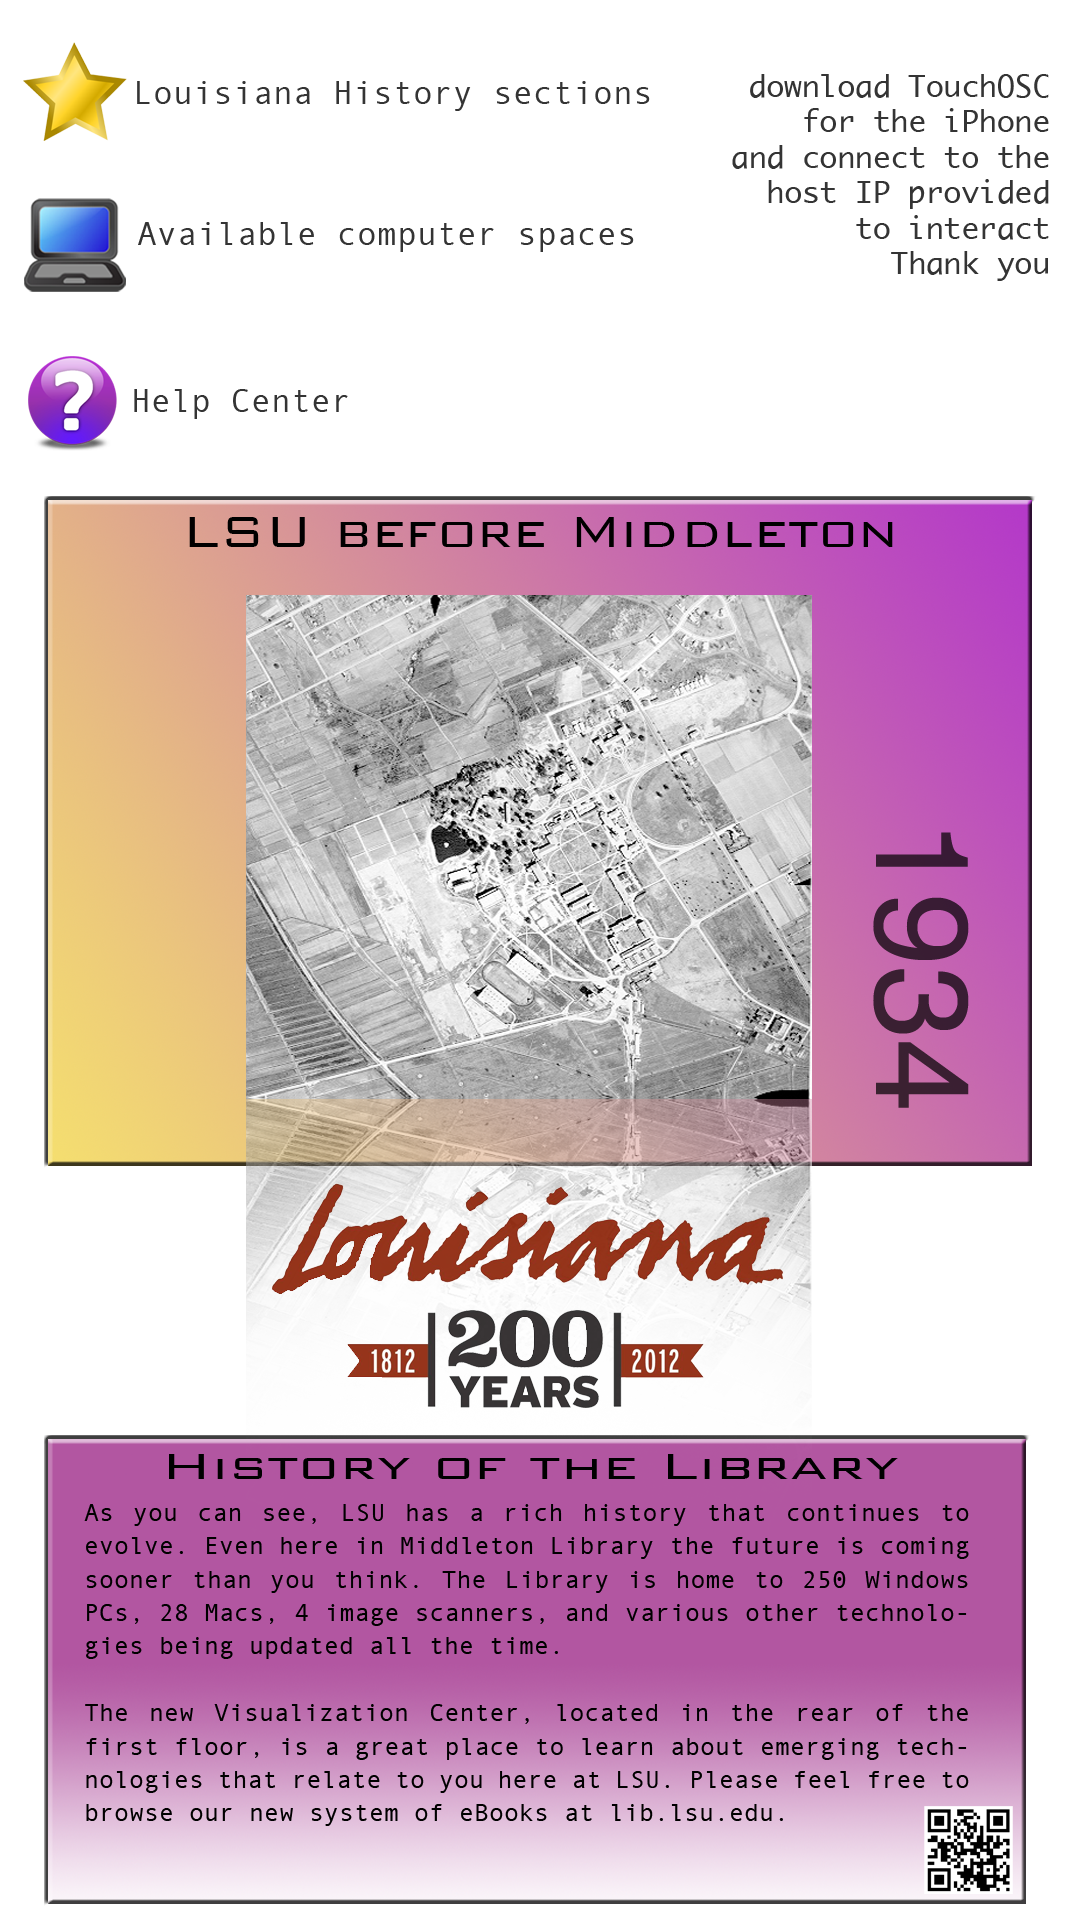 Louisiana History sections
download TouchOSC
for the iPhone
and connect to the
host IP provided
to interact
Thank you
Available computer spaces
?
Help Center
LSU before Middleton
1934
Louisiana
1812
200
YEARS
2012
History of the Library
As you can see, LSU has a rich history that continues to
evolve. Even here in Middleton Library the future is coming
sooner than you think. The Library is home to 250 Windows
PCs, 28 Macs, 4 image scanners, and various other technolo-
gies being updated all the time.
The new Visualization Center, located in the rear of the
first floor, is a great place to learn about emerging tech-
nologies that relate to you here at LSU. Please feel free to
browse our new system of eBooks at lib.lsu.edu.